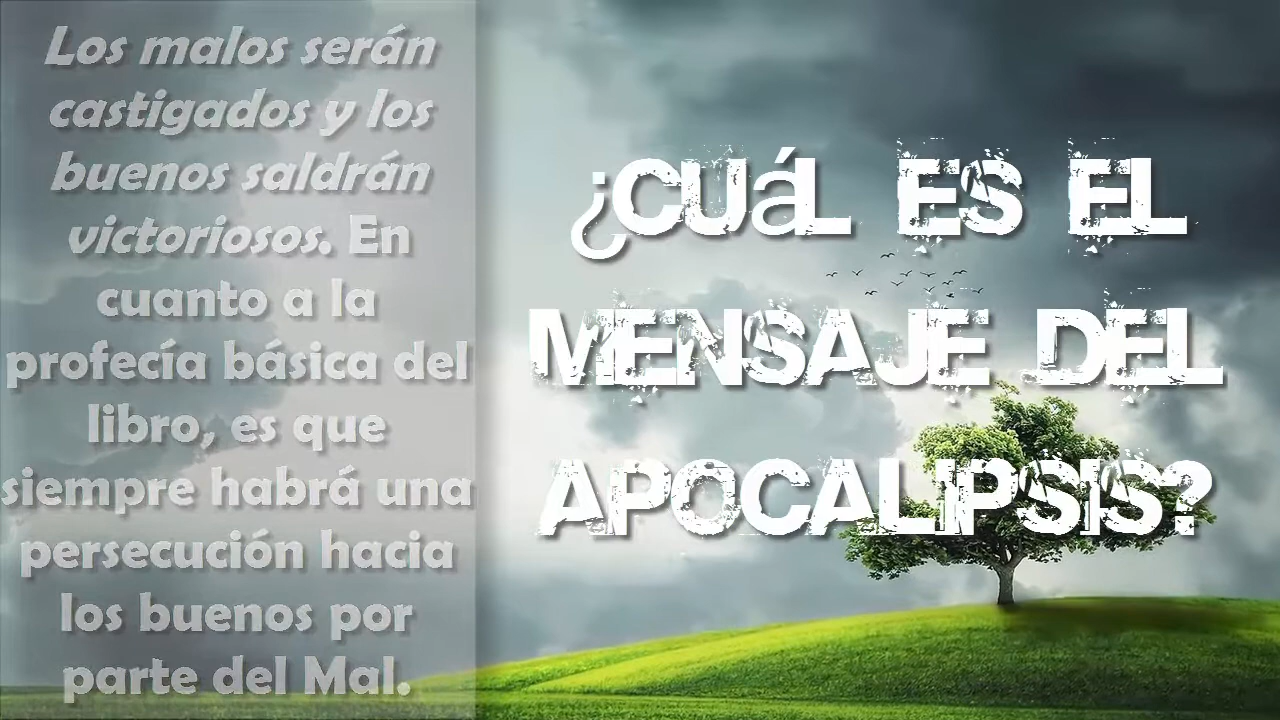 Los malos serán
castigados y los
buenos saldrán
victoriosos. En
cuanto a la
profecía básica del
libro, es que
siempre habrá una
persecución hacia
los buenos por
parte del Mal.
¿CUáL ES EL
MENSAJE DEL
APOCALIPSIS?